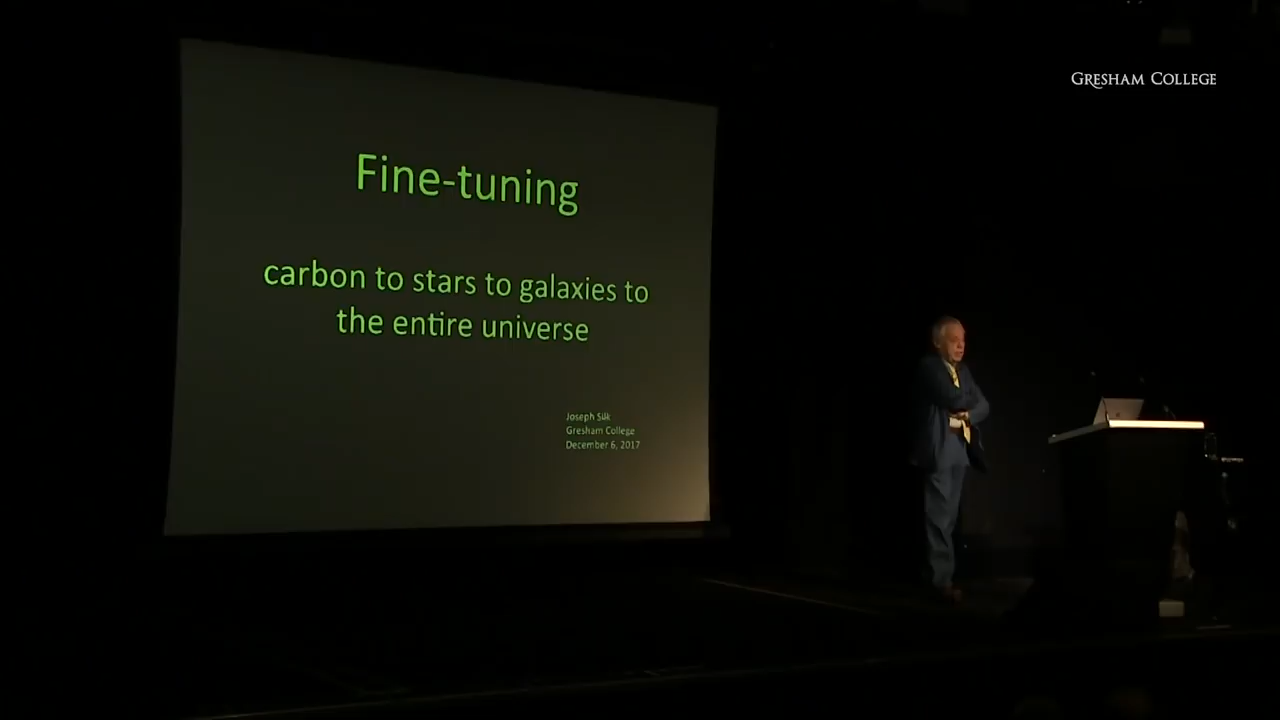 GRESHAM COLLEGE
Fine-tuning
carbon to stars to galaxies to
the entire universe
Joseph Silk
Gresham College
December 6, 2017